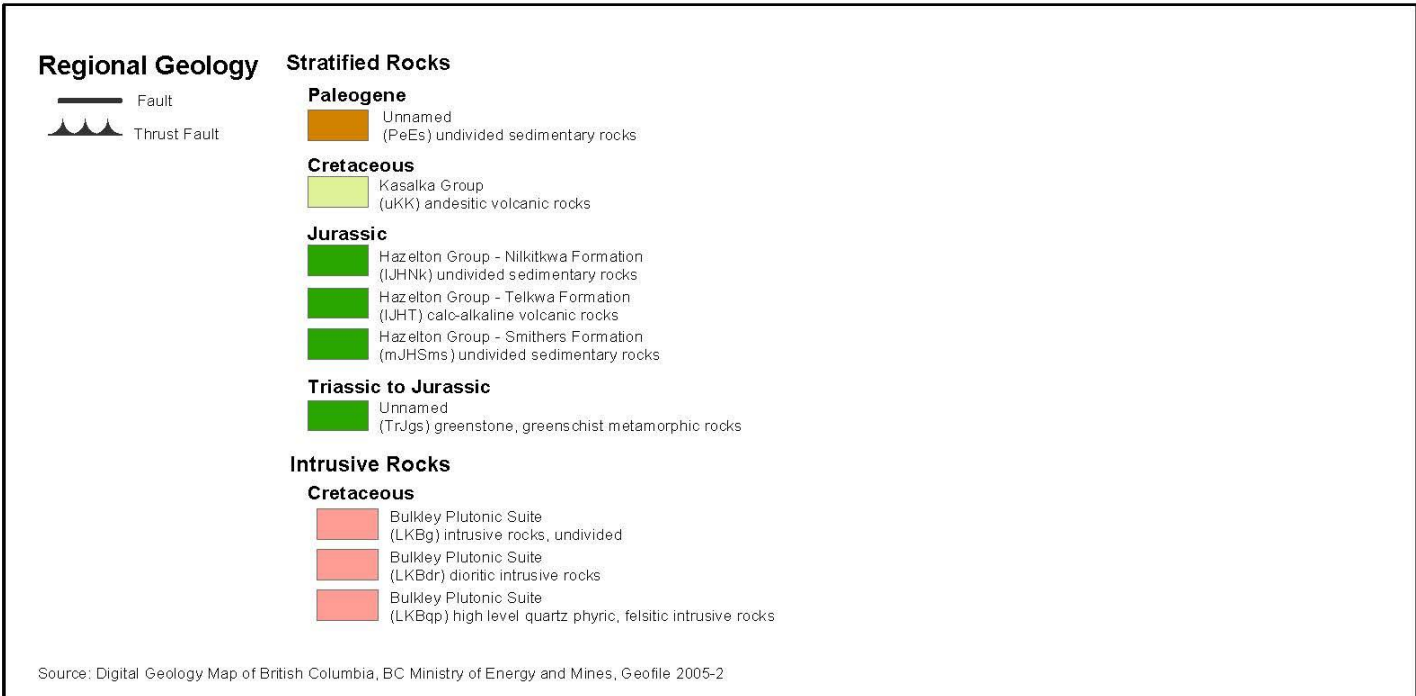 Regional Geology
Fault
Thrust Fault
Stratified Rocks
Paleogene
Unnamed
(PeEs) undivided sedimentary rocks
Cretaceous
Kasalka Group
(uKK) andesitic volcanic rocks
Jurassic
Hazelton Group - Nilkitkwa Formation
(IJHNk) undivided sedimentary rocks
Hazelton Group - Telkwa Formation
(IJHT) calc-alkaline volcanic rocks
Hazelton Group - Smithers Formation
(mJHSms) undivided sedimentary rocks
Triassic to Jurassic
Unnamed
(TrJgs) greenstone, greenschist metamorphic rocks
Intrusive Rocks
Cretaceous
Bulkley Plutonic Suite
(LKBg) intrusive rocks, undivided
Bulkley Plutonic Suite
(LKBdr) dioritic intrusive rocks
Bulkley Plutonic Suite
(LKBqp) high level quartz phyric, felsitic intrusive rocks
Source: Digital Geology Map of British Columbia, BC Ministry of Energy and Mines, Geofile 2005-2